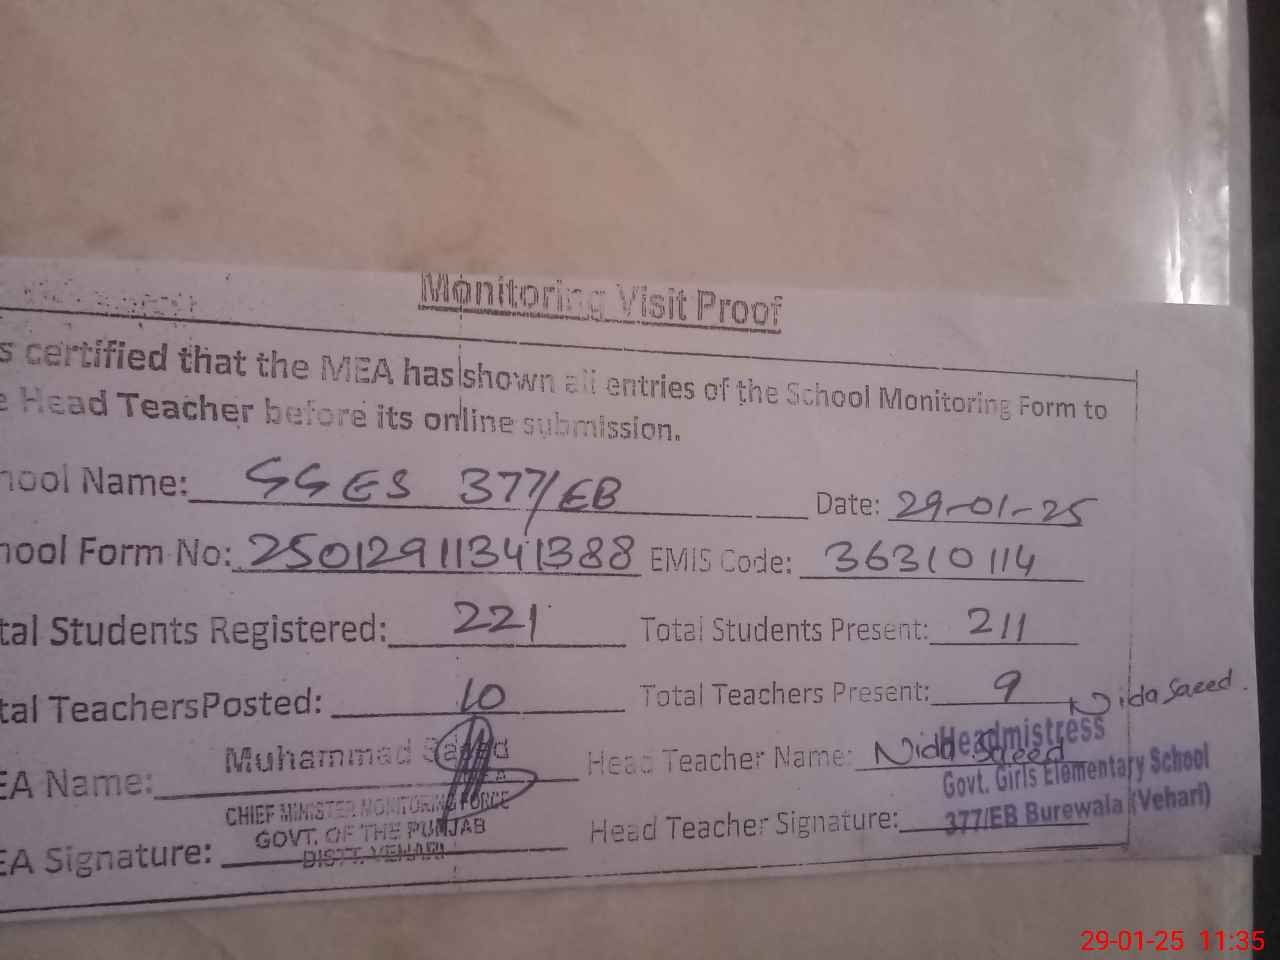 Monitoring Visit Proof
s certified that the MEA has shown all entries of the School Monitoring Form to
e Head Teacher before its online submission.
hool Name: GGES 377/EB Date: 29-01-25
hool Form No: 25012911341388 EMIS Code: 36310114
tal Students Registered: 221 Total Students Present: 211
tal TeachersPosted: 10 Total Teachers Present: 9
Nida Saeed.
EA Name: Muhammad Head Teacher Name: Nida Saeed
Headmistress
Govt. Girls Elementary School
377/EB Burewala (Vehari)
CHIEF MINISTER MONITORING FORCE
GOVT. OF THE PUNJAB
DISTT. VEHARI
EA Signature: Head Teacher Signature:
29-01-25 11:35